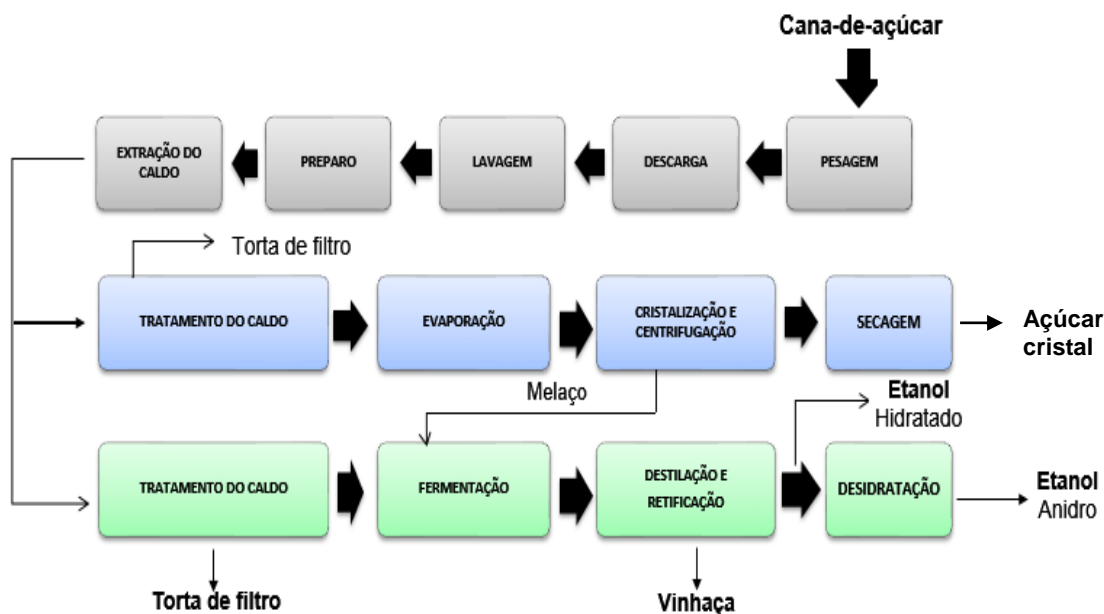 Cana-de-açúcar
EXTRAÇÃO DO
CALDO
PREPARO
LAVAGEM
DESCARGA
PESAGEM
Torta de filtro
TRATAMENTO DO CALDO
EVAPORAÇÃO
CRISTALIZAÇÃO E
CENTRIFUGAÇÃO
SECAGEM
Açúcar
cristal
Melaço
Etanol
Hidratado
TRATAMENTO DO CALDO
FERMENTAÇÃO
DESTILAÇÃO E
RETIFICAÇÃO
DESIDRATAÇÃO
Etanol
Anidro
Torta de filtro
Vinhaça